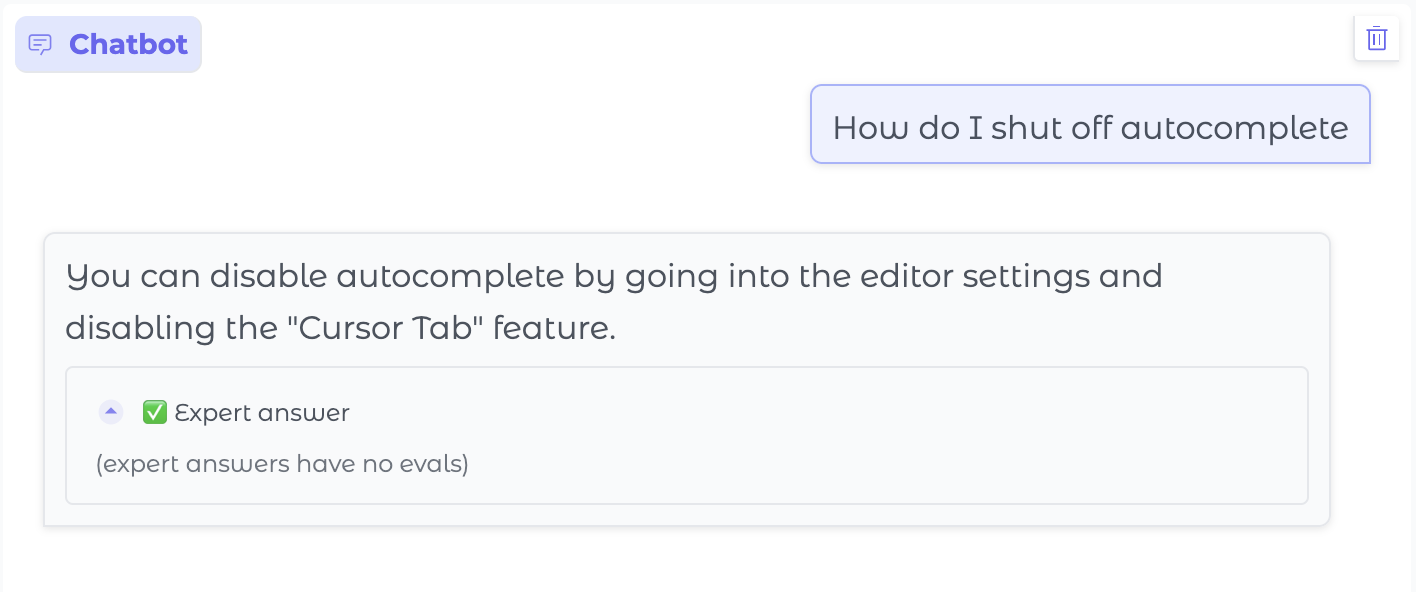 Chatbot
How do I shut off autocomplete
You can disable autocomplete by going into the editor settings and
disabling the "Cursor Tab" feature.
✅ Expert answer
(expert answers have no evals)